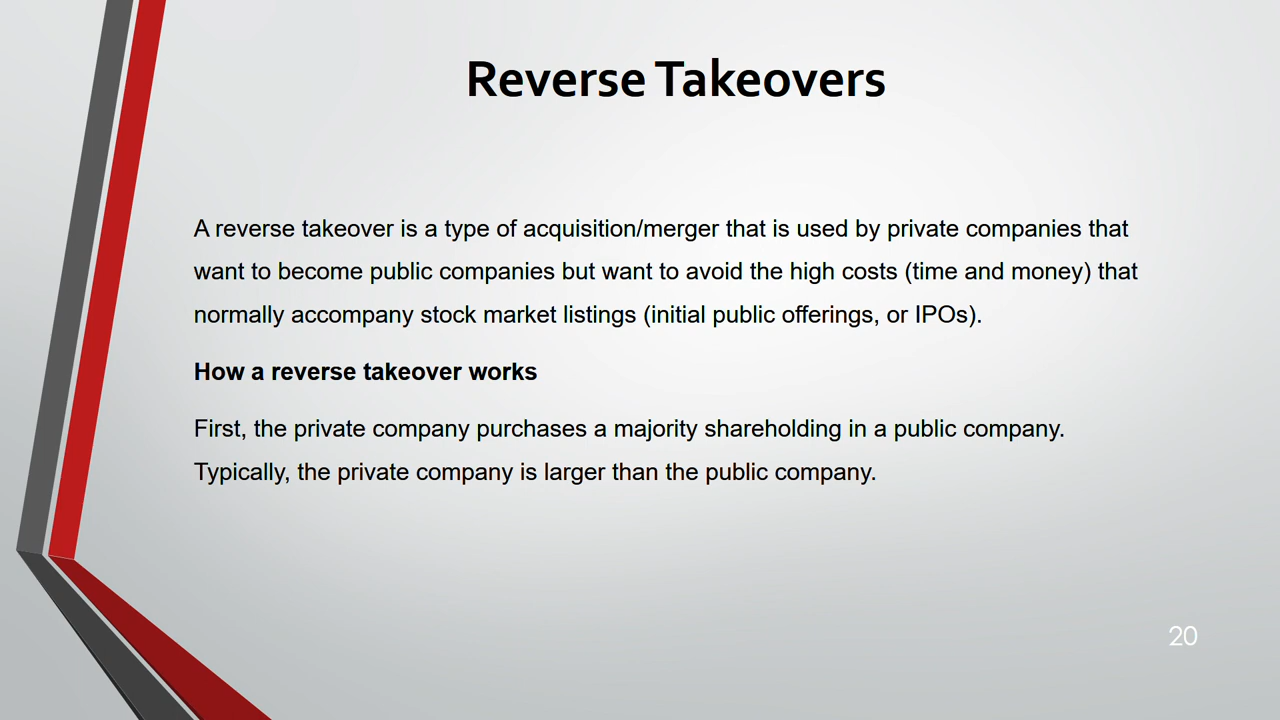 Reverse Takeovers
A reverse takeover is a type of acquisition/merger that is used by private companies that
want to become public companies but want to avoid the high costs (time and money) that
normally accompany stock market listings (initial public offerings, or IPOs).
How a reverse takeover works
First, the private company purchases a majority shareholding in a public company.
Typically, the private company is larger than the public company.
20